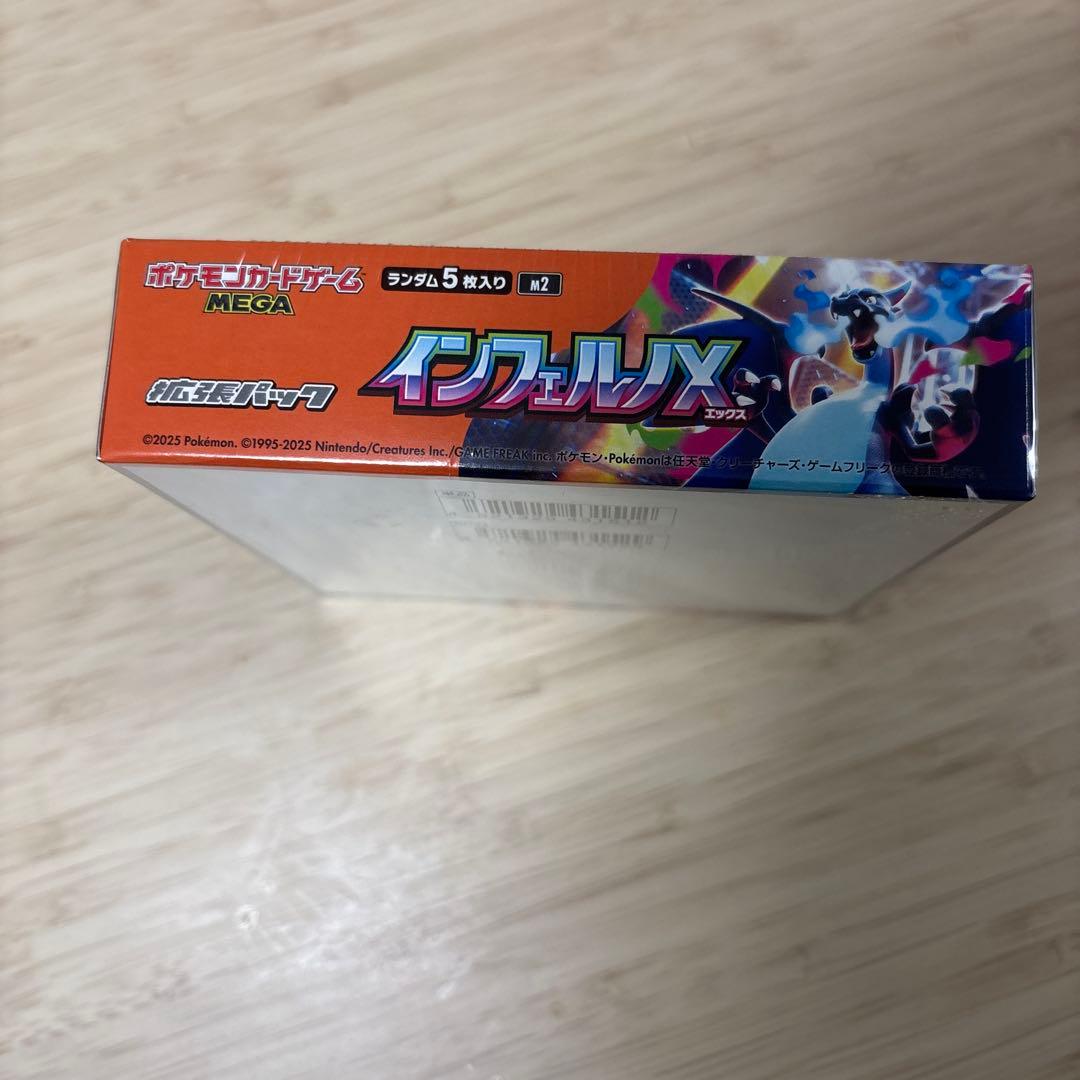 ポケモンカードゲーム
MEGA
ランダム5枚入り
M2
拡張パック
インフェルノX
エックス
©2025 Pokémon. ©1995-2025 Nintendo/Creatures Inc./GAME FREAK inc. ポケモン・Pokémonは任天堂・クリーチャーズ・ゲームフリークの